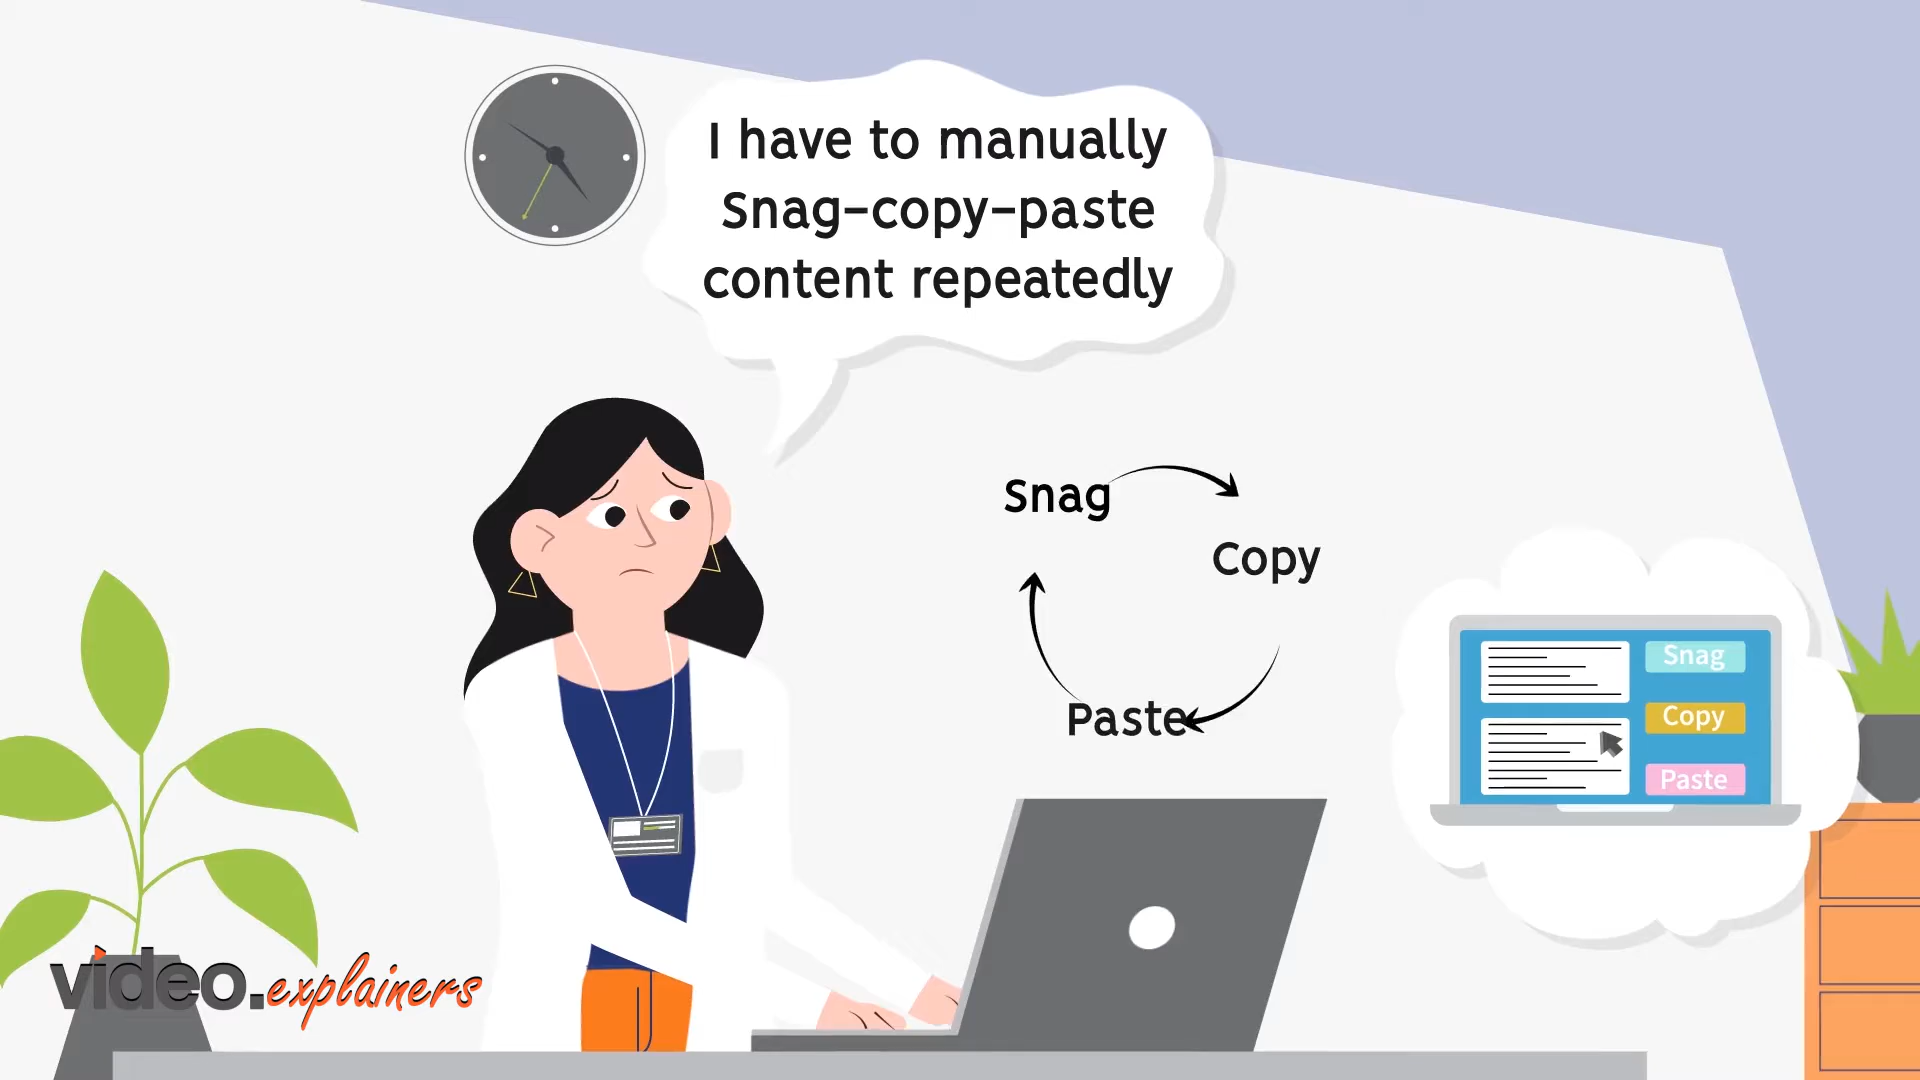 I have to manually
Snag-copy-paste
content repeatedly
Snag
Copy
Paste
Snag
Copy
Paste
video.explainers